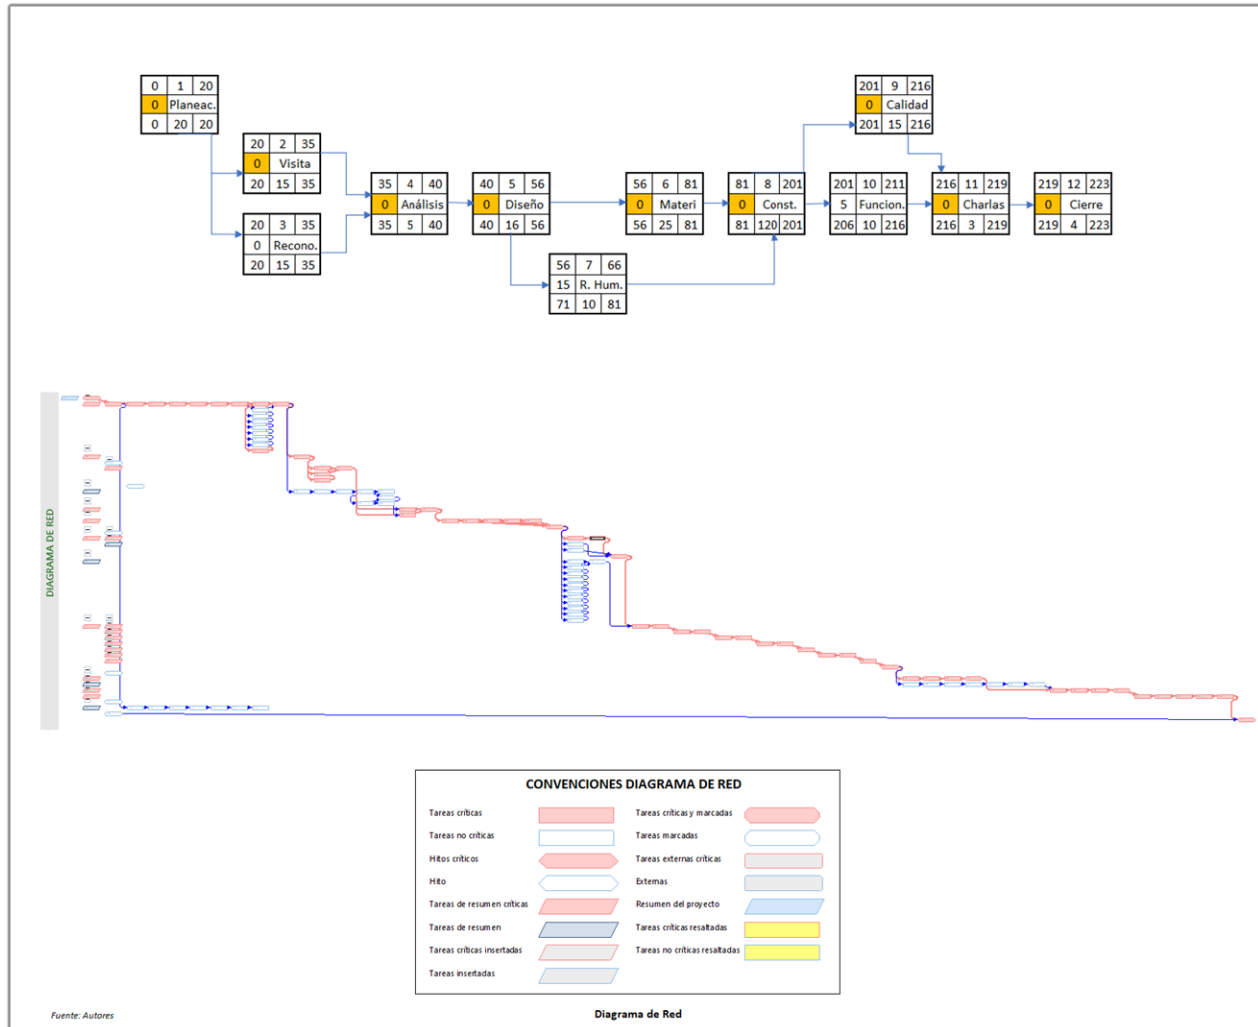 0 1 20
0 Planeac.
0 20 20
20 2 35
0 Visita
20 15 35
20 3 35
0 Recono.
20 15 35
35 4 40
0 Análisis
35 5 40
40 5 56
0 Diseño
40 16 56
56 6 81
0 Materi
56 25 81
56 7 66
15 R. Hum.
71 10 81
81 8 201
0 Const.
81 120 201
201 9 216
0 Calidad
201 15 216
201 10 211
5 Funcion.
206 10 216
216 11 219
0 Charlas
216 3 219
219 12 223
0 Cierre
219 4 223
DIAGRAMA DE RED
CONVENCIONES DIAGRAMA DE RED
Tareas críticas
Tareas críticas y marcadas
Tareas no críticas
Tareas marcadas
Hitos críticos
Tareas externas críticas
Hito
Externas
Tareas de resumen críticas
Resumen del proyecto
Tareas de resumen
Tareas críticas resaltadas
Tareas críticas insertadas
Tareas no críticas resaltadas
Tareas insertadas
Fuente: Autores
Diagrama de Red